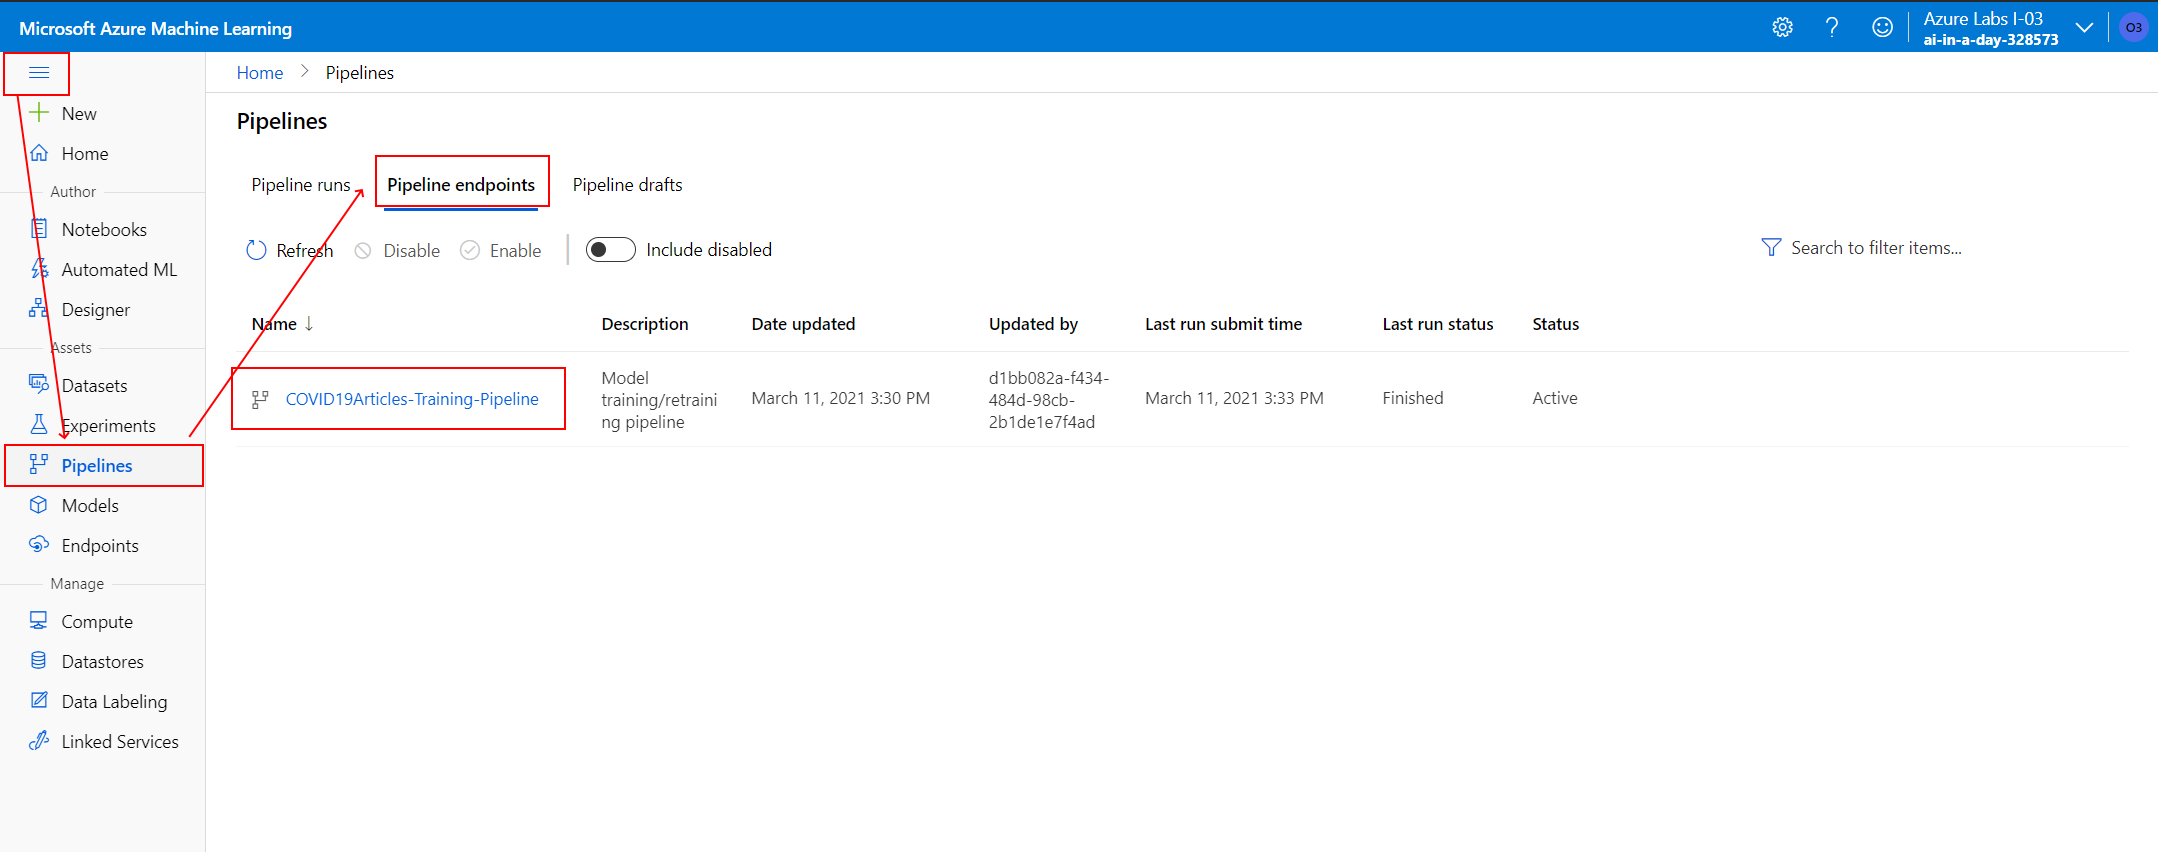 Microsoft Azure Machine Learning
Azure Labs I-03
ai-in-a-day-328573
O3
Home > Pipelines
New
Home
Author
Notebooks
Automated ML
Designer
Assets
Datasets
Experiments
Pipelines
Models
Endpoints
Manage
Compute
Datastores
Data Labeling
Linked Services
Pipelines
Pipeline runs Pipeline endpoints Pipeline drafts
Refresh Disable Enable Include disabled Search to filter items...
Name ↓ Description Date updated Updated by Last run submit time Last run status Status
COVID19Articles-Training-Pipeline
Model
training/retraini
ng pipeline
March 11, 2021 3:30 PM
d1bb082a-f434-
484d-98cb-
2b1de1e7f4ad
March 11, 2021 3:33 PM
Finished
Active